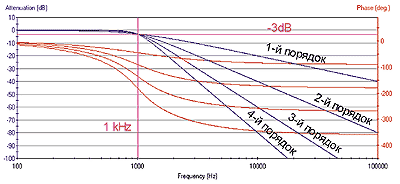 Attenuation [dB]
Phase [deg.]
0
-10
-20
-30
-40
-50
-60
-70
-80
-90
-100
-3dB
1 kHz
1-й порядок
2-й порядок
3-й порядок
4-й порядок
0
-100
-200
-300
-400
100
1000
10000
100000
Frequency [Hz]